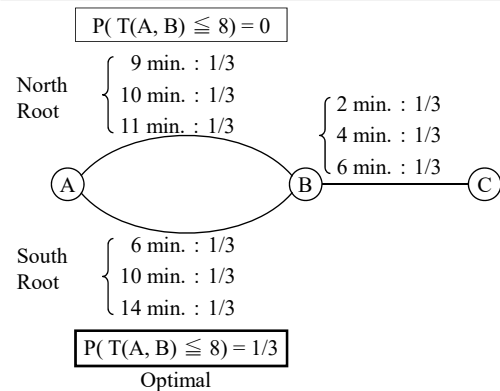 P( T(A, B) ≦ 8) = 0
North
Root
9 min. : 1/3
10 min. : 1/3
11 min. : 1/3
2 min. : 1/3
4 min. : 1/3
6 min. : 1/3
A
B
C
South
Root
6 min. : 1/3
10 min. : 1/3
14 min. : 1/3
P( T(A, B) ≦ 8) = 1/3
Optimal